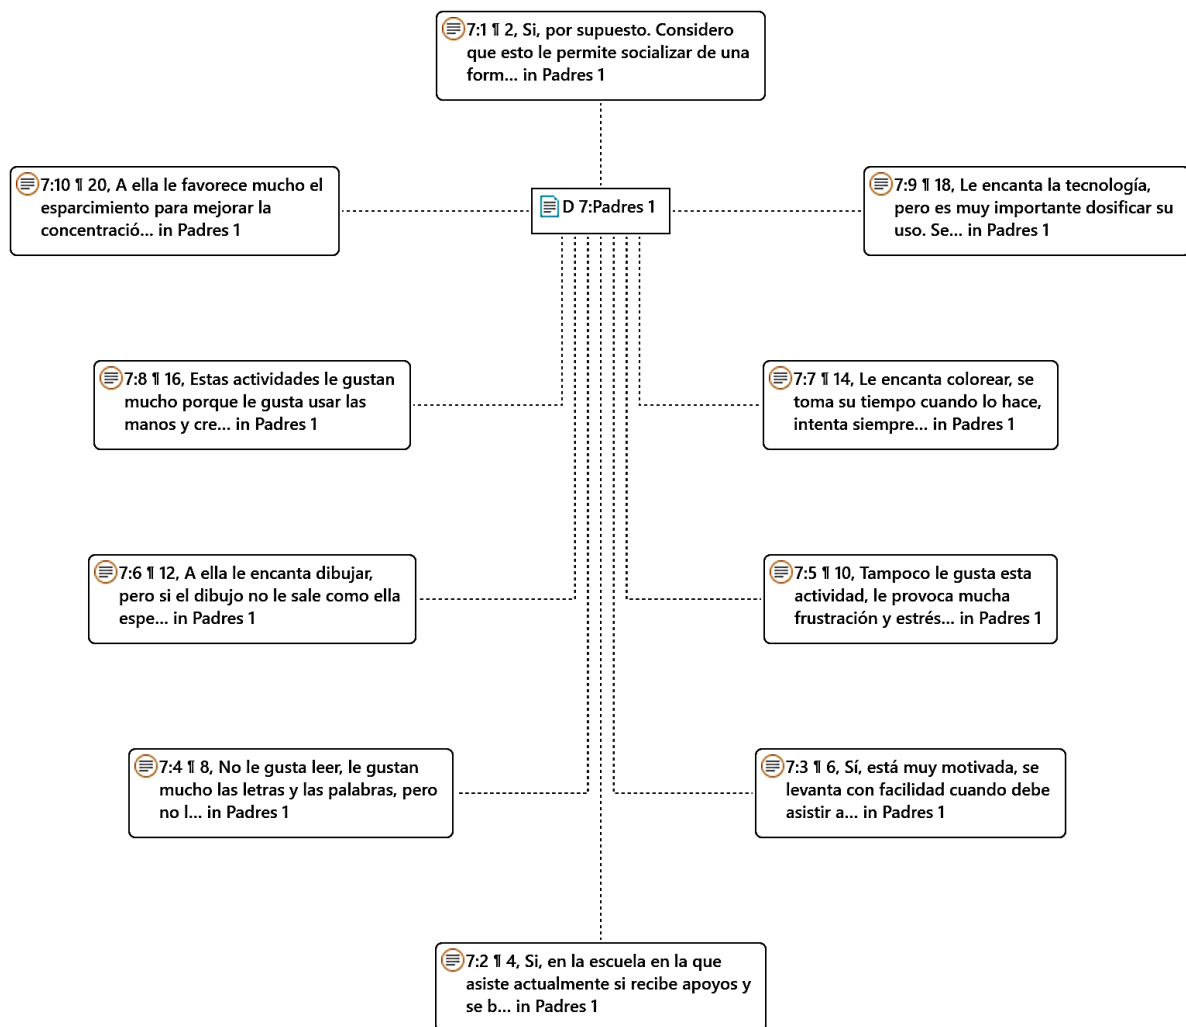 7:1 ¶ 2, Si, por supuesto. Considero
que esto le permite socializar de una
form... in Padres 1
7:10 ¶ 20, A ella le favorece mucho el
esparcimiento para mejorar la
concentració... in Padres 1
D 7:Padres 1
7:9 ¶ 18, Le encanta la tecnología,
pero es muy importante dosificar su
uso. Se... in Padres 1
7:8 ¶ 16, Estas actividades le gustan
mucho porque le gusta usar las
manos y cre... in Padres 1
7:7 ¶ 14, Le encanta colorear, se
toma su tiempo cuando lo hace,
intenta siempre... in Padres 1
7:6 ¶ 12, A ella le encanta dibujar,
pero si el dibujo no le sale como ella
espe... in Padres 1
7:5 ¶ 10, Tampoco le gusta esta
actividad, le provoca mucha
frustración y estrés... in Padres 1
7:4 ¶ 8, No le gusta leer, le gustan
mucho las letras y las palabras, pero
no l... in Padres 1
7:3 ¶ 6, Sí, está muy motivada, se
levanta con facilidad cuando debe
asistir a... in Padres 1
7:2 ¶ 4, Si, en la escuela en la que
asiste actualmente si recibe apoyos y
se b... in Padres 1